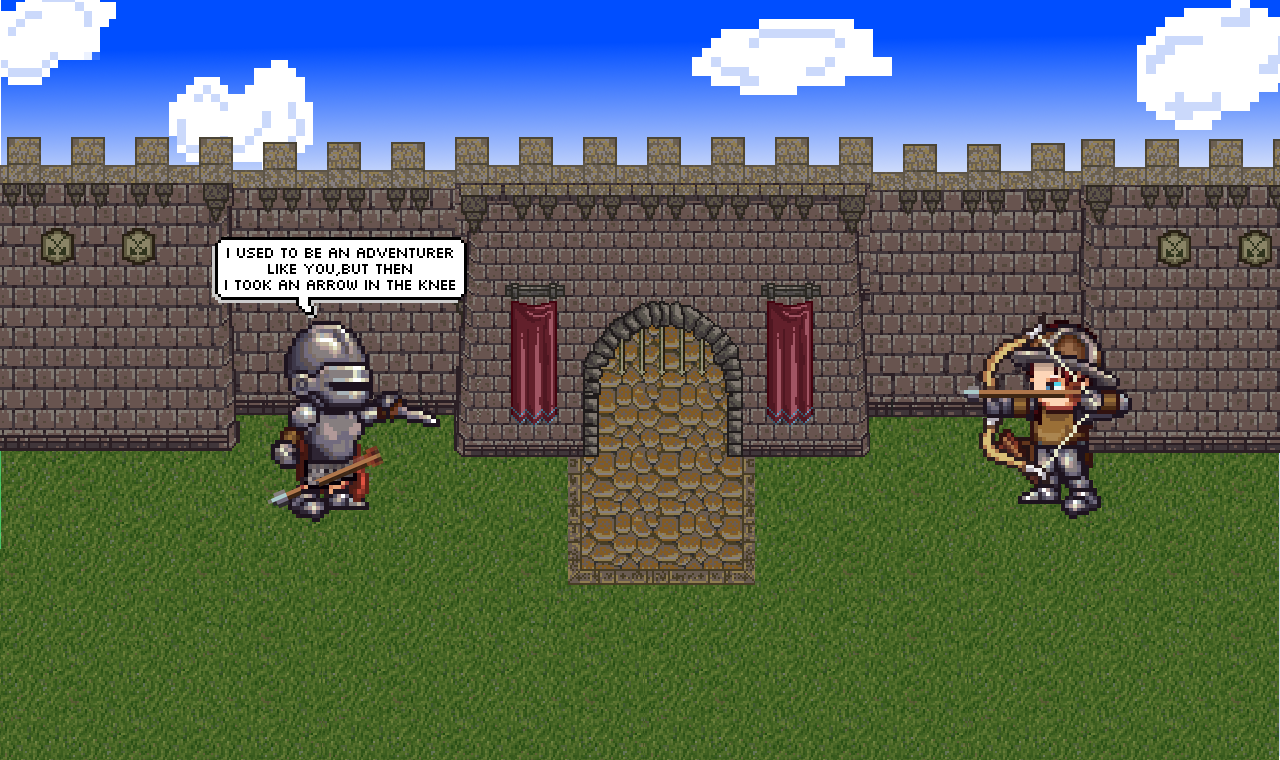 I USED TO BE AN ADVENTURER
LIKE YOU,BUT THEN
I TOOK AN ARROW IN THE KNEE